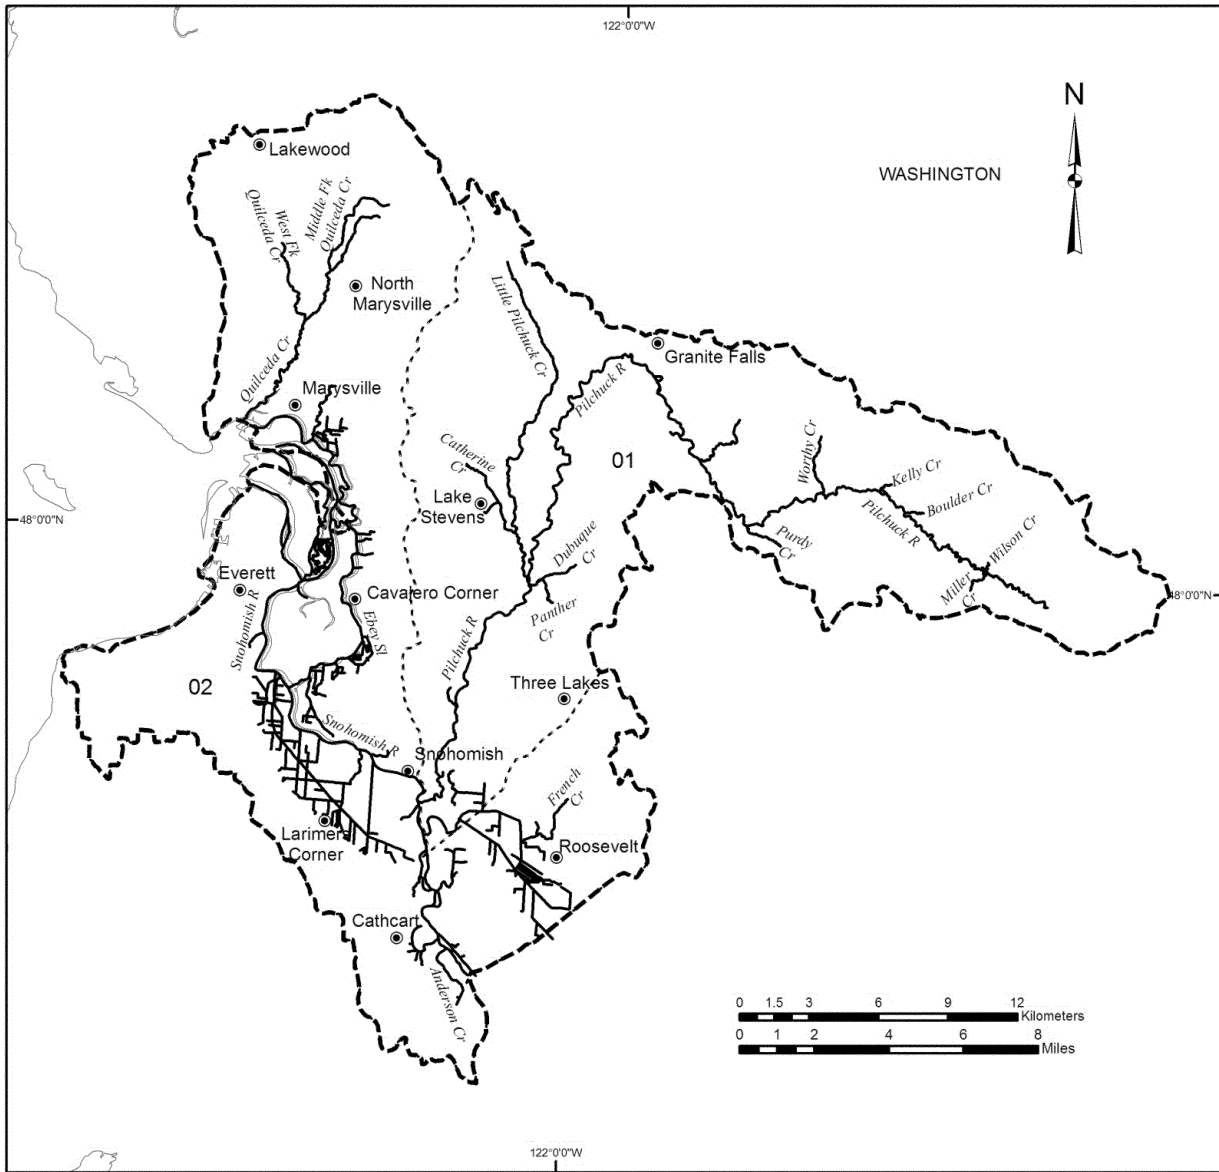 122°0'0"W
N
WASHINGTON
Lakewood
West Fk
Quilceda Cr
Middle Fk
Quilceda Cr
North
Marysville
Little Pilchuck Cr
Granite Falls
Quilceda Cr
Marysville
Pilchuck R
Catherine
Cr
01
Worthy Cr
Kelly Cr
Lake
Stevens
Boulder Cr
48°0'0"N
Pilchuck R
Purdy
Cr
Wilson Cr
Dubuque
Cr
Miller
Cr
Everett
Cavalero Corner
48°0'0"N
Panther
Cr
Ebey Sl
Snohomish R
Pilchuck R
02
Three Lakes
Snohomish R
Snohomish
French
Cr
Larimers
Corner
Roosevelt
Cathcart
Anderson Cr
0 1.5 3 6 9 12
Kilometers
0 1 2 4 6 8
Miles
122°0'0"W